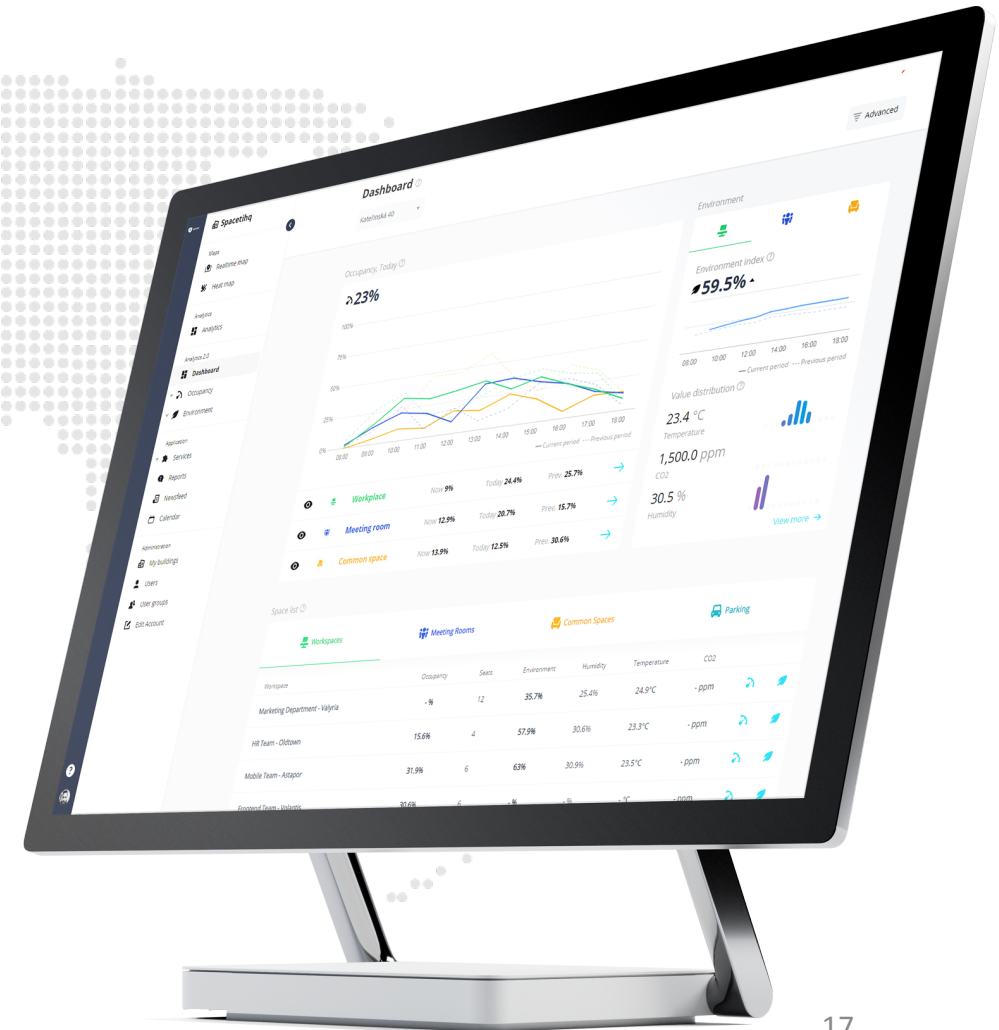 Spacetihq
Maps
Realtime map
Heat map
Analytics
Analytics
Analytics 2.0
Dashboard
Occupancy
Environment
Application
Services
Reports
Newsfeed
Calendar
Administration
My buildings
Users
User groups
Edit Account
?
Dashboard ?
Kateřinská 40
Advanced
Occupancy, Today ?
23%
100%
75%
50%
25%
0%
08:00 09:00 10:00 11:00 12:00 13:00 14:00 15:00 16:00 17:00 18:00
Current period Previous period
Workplace Now 9% Today 24.4% Prev. 25.7%
Meeting room Now 12.9% Today 20.7% Prev. 15.7%
Common space Now 13.9% Today 12.5% Prev. 30.6%
Environment
Environment index ?
59.5%
08:00 10:00 12:00 14:00 16:00 18:00
Current period Previous period
Value distribution ?
23.4 °C
Temperature
1,500.0 ppm
CO2
30.5 %
Humidity
View more
Space list ?
Workspaces Meeting Rooms Common Spaces Parking
Workspace Occupancy Seats Environment Humidity Temperature CO2
Marketing Department - Valyria - % 12 35.7% 25.4% 24.9°C - ppm
HR Team - Oldtown 15.6% 4 57.9% 30.6% 23.3°C - ppm
Mobile Team - Astapor 31.9% 6 63% 30.9% 23.5°C - ppm
Frontend Team - Volantis 30.6% 6 - % - % - °C - ppm
17